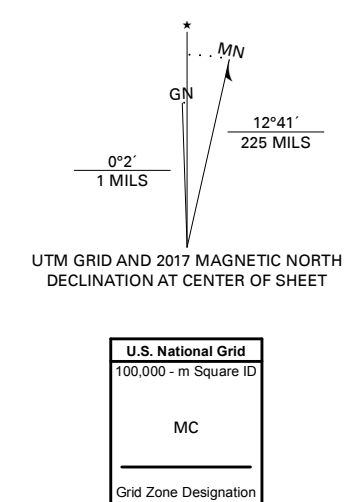 ★
MN
GN
12°41´
225 MILS
0°2´
1 MILS
UTM GRID AND 2017 MAGNETIC NORTH
DECLINATION AT CENTER OF SHEET
U.S. National Grid
100,000 - m Square ID
MC
Grid Zone Designation